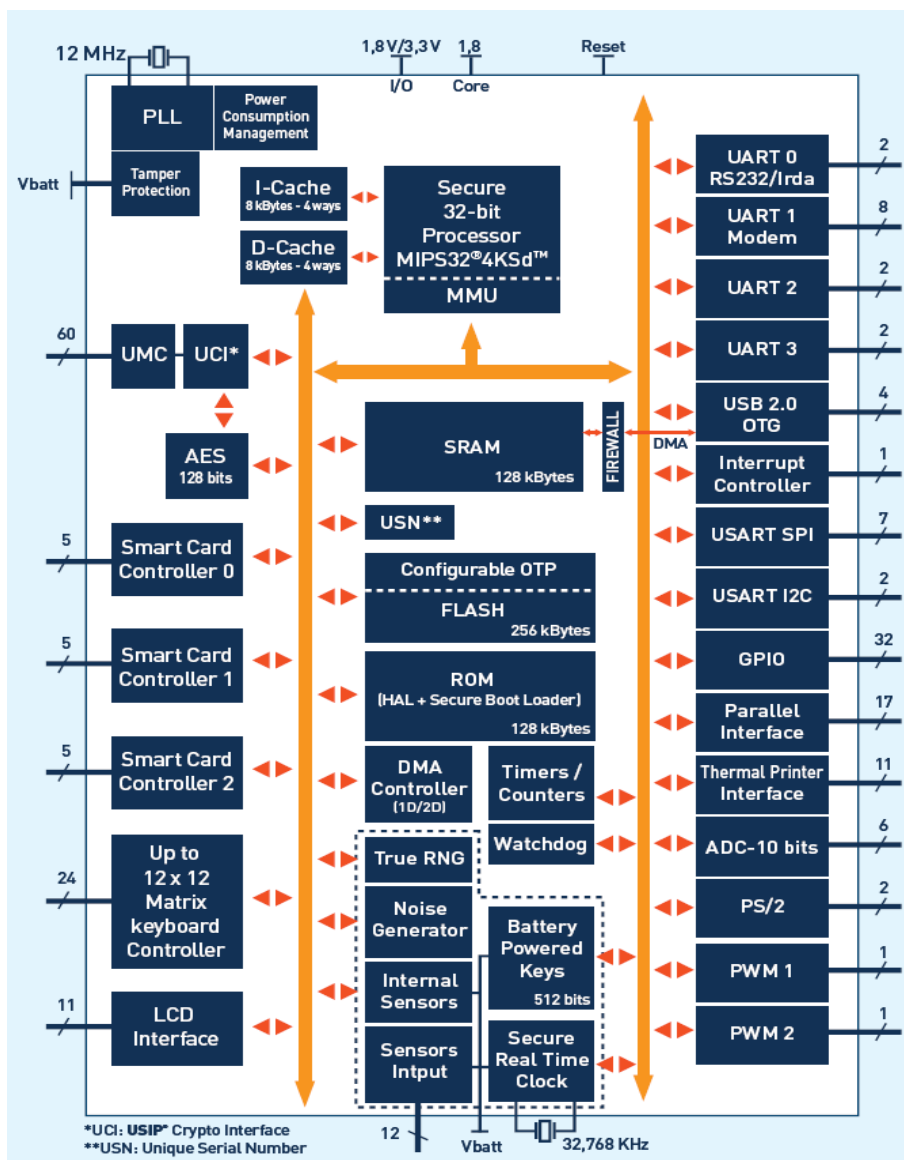 12 MHz
1,8V/3,3V
I/O
1,8
Core
Reset
PLL
Power
Consumption
Management
Vbatt
Tamper
Protection
I-Cache
8 kBytes - 4 ways
D-Cache
8 kBytes - 4ways
Secure
32-bit
Processor
MIPS32®4KSd™
MMU
60
UMC
UCI*
AES
128 bits
5
Smart Card
Controller 0
5
Smart Card
Controller 1
5
Smart Card
Controller 2
24
Up to
12 x 12
Matrix
keyboard
Controller
11
LCD
Interface
SRAM
128 kBytes
FIREWALL
DMA
USN**
Configurable OTP
FLASH
256 kBytes
ROM
(HAL + Secure Boot Loader)
128 kBytes
DMA
Controller
(1D/2D)
Timers /
Counters
Watchdog
True RNG
Noise
Generator
Internal
Sensors
Sensors
Intput
Battery
Powered
Keys
512 bits
Secure
Real Time
Clock
UART 0
RS232/Irda
2
UART 1
Modem
8
UART 2
2
UART 3
2
USB 2.0
OTG
4
Interrupt
Controller
1
USART SPI
7
USART I2C
2
GPIO
32
Parallel
Interface
17
Thermal Printer
Interface
11
ADC-10 bits
6
PS/2
2
PWM 1
1
PWM 2
1
12
Vbatt
32,768 KHz
*UCI: USIP® Crypto Interface
**USN: Unique Serial Number